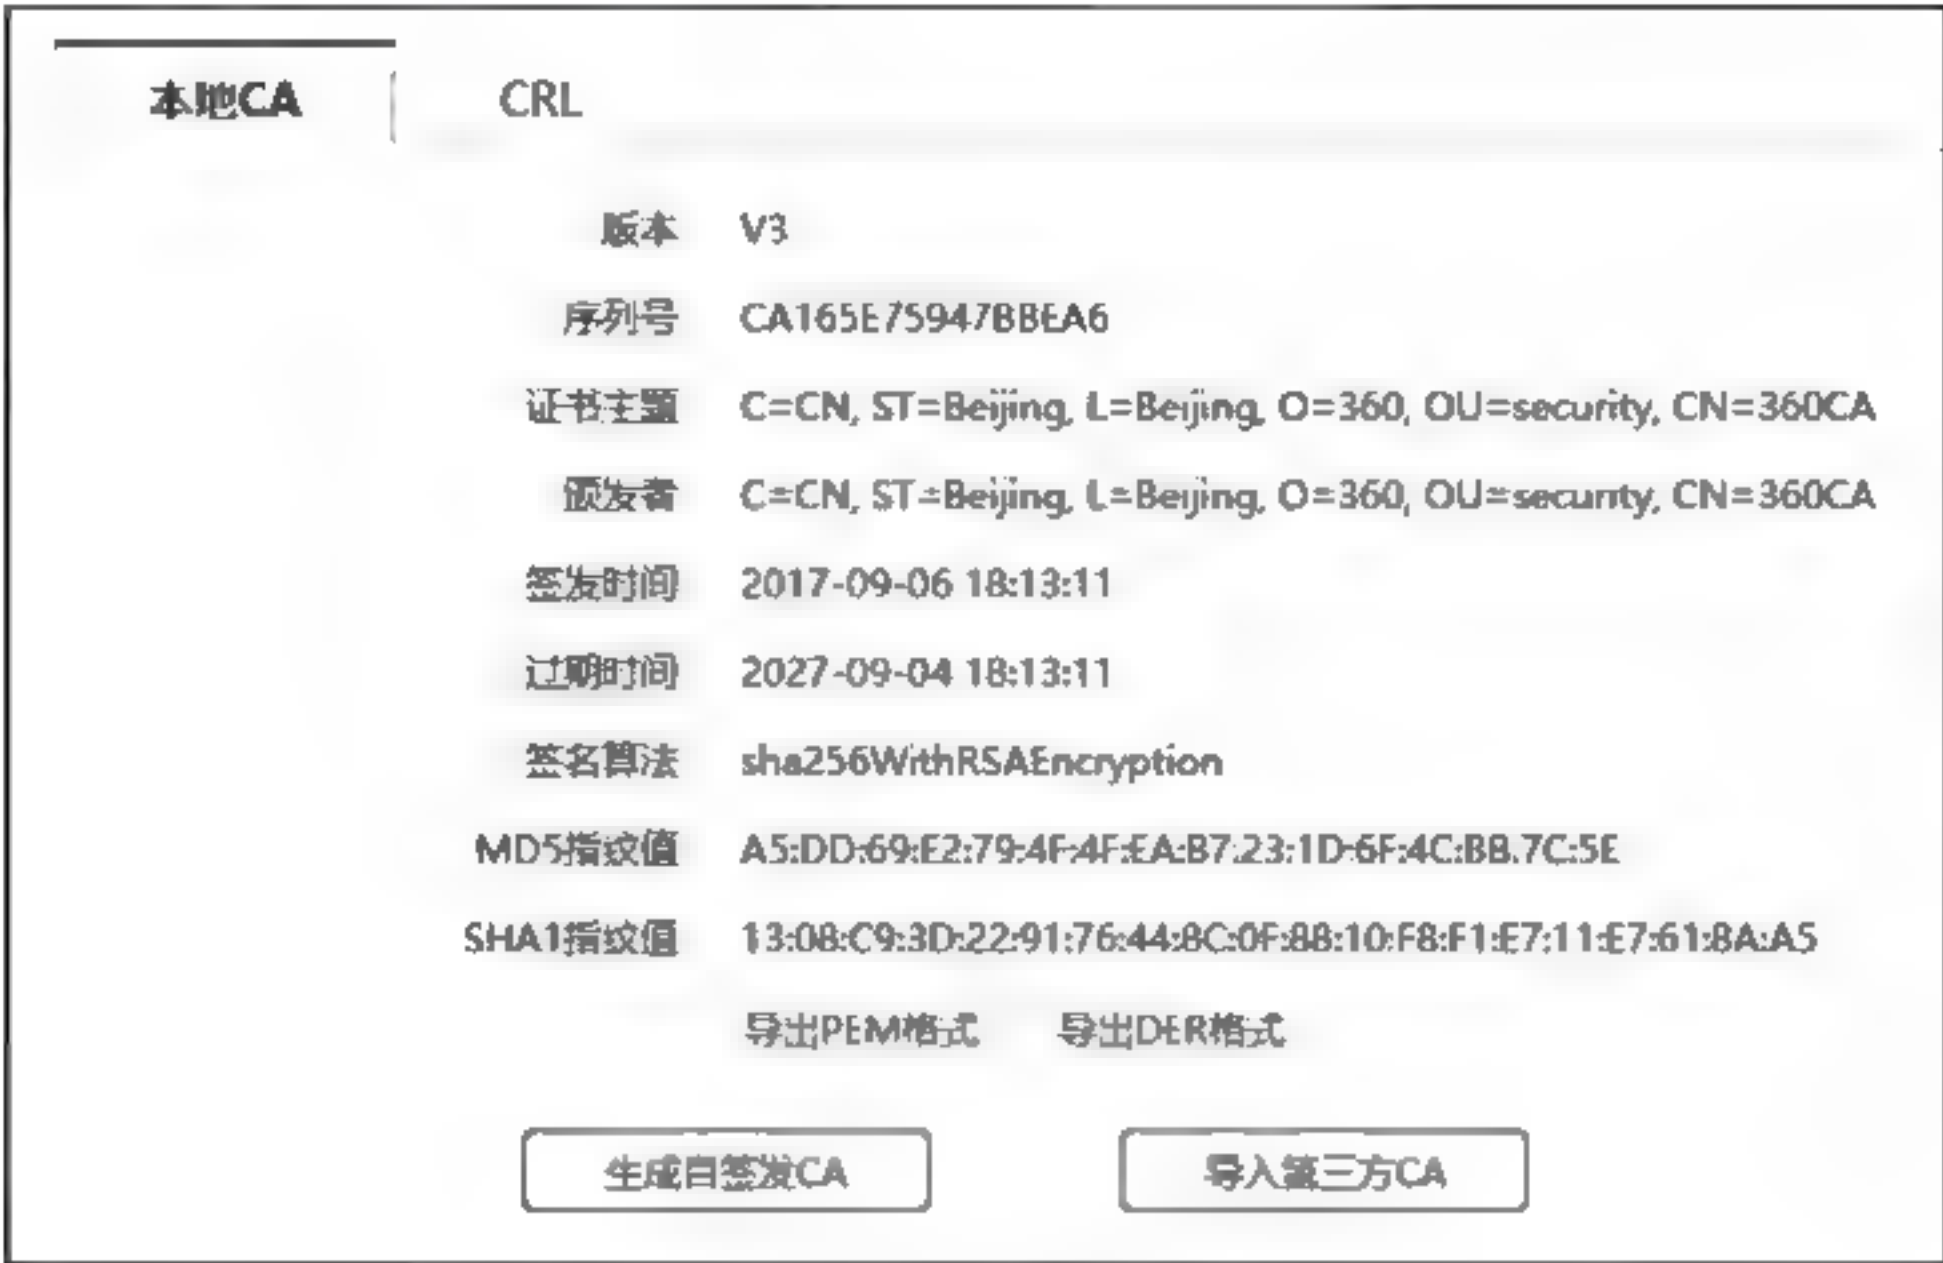 本地CA CRL
版本 V3
序列号 CA165E75947BBEA6
证书主题 C=CN, ST=Beijing, L=Beijing, O=360, OU=security, CN=360CA
颁发者 C=CN, ST=Beijing, L=Beijing, O=360, OU=security, CN=360CA
签发时间 2017-09-06 18:13:11
过期时间 2027-09-04 18:13:11
签名算法 sha256WithRSAEncryption
MD5指纹值 A5:DD:69:E2:79:4F:4F:EA:B7:23:1D:6F:4C:BB:7C:5E
SHA1指纹值 13:08:C9:3D:22:91:76:44:8C:0F:88:10:F8:F1:E7:11:E7:61:8A:A5
导出PEM格式 导出DER格式
生成自签发CA 导入第三方CA